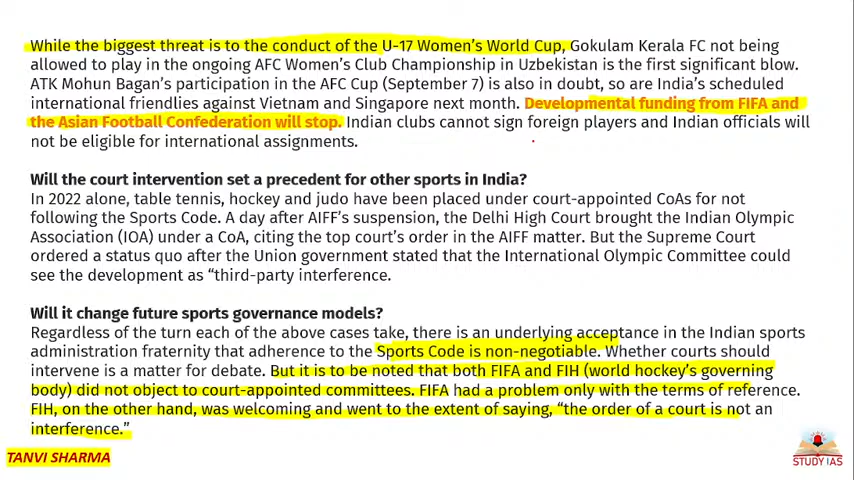 While the biggest threat is to the conduct of the U-17 Women's World Cup, Gokulam Kerala FC not being
allowed to play in the ongoing AFC Women's Club Championship in Uzbekistan is the first significant blow.
ATK Mohun Bagan's participation in the AFC Cup (September 7) is also in doubt, so are India's scheduled
international friendlies against Vietnam and Singapore next month. Developmental funding from FIFA and
the Asian Football Confederation will stop. Indian clubs cannot sign foreign players and Indian officials will
not be eligible for international assignments.
Will the court intervention set a precedent for other sports in India?
In 2022 alone, table tennis, hockey and judo have been placed under court-appointed CoAs for not
following the Sports Code. A day after AIFF's suspension, the Delhi High Court brought the Indian Olympic
Association (IOA) under a CoA, citing the top court's order in the AIFF matter. But the Supreme Court
ordered a status quo after the Union government stated that the International Olympic Committee could
see the development as “third-party interference.
Will it change future sports governance models?
Regardless of the turn each of the above cases take, there is an underlying acceptance in the Indian sports
administration fraternity that adherence to the Sports Code is non-negotiable. Whether courts should
intervene is a matter for debate. But it is to be noted that both FIFA and FIH (world hockey's governing
body) did not object to court-appointed committees. FIFA had a problem only with the terms of reference.
FIH, on the other hand, was welcoming and went to the extent of saying, “the order of a court is not an
interference.”
TANVI SHARMA
STUDY IAS